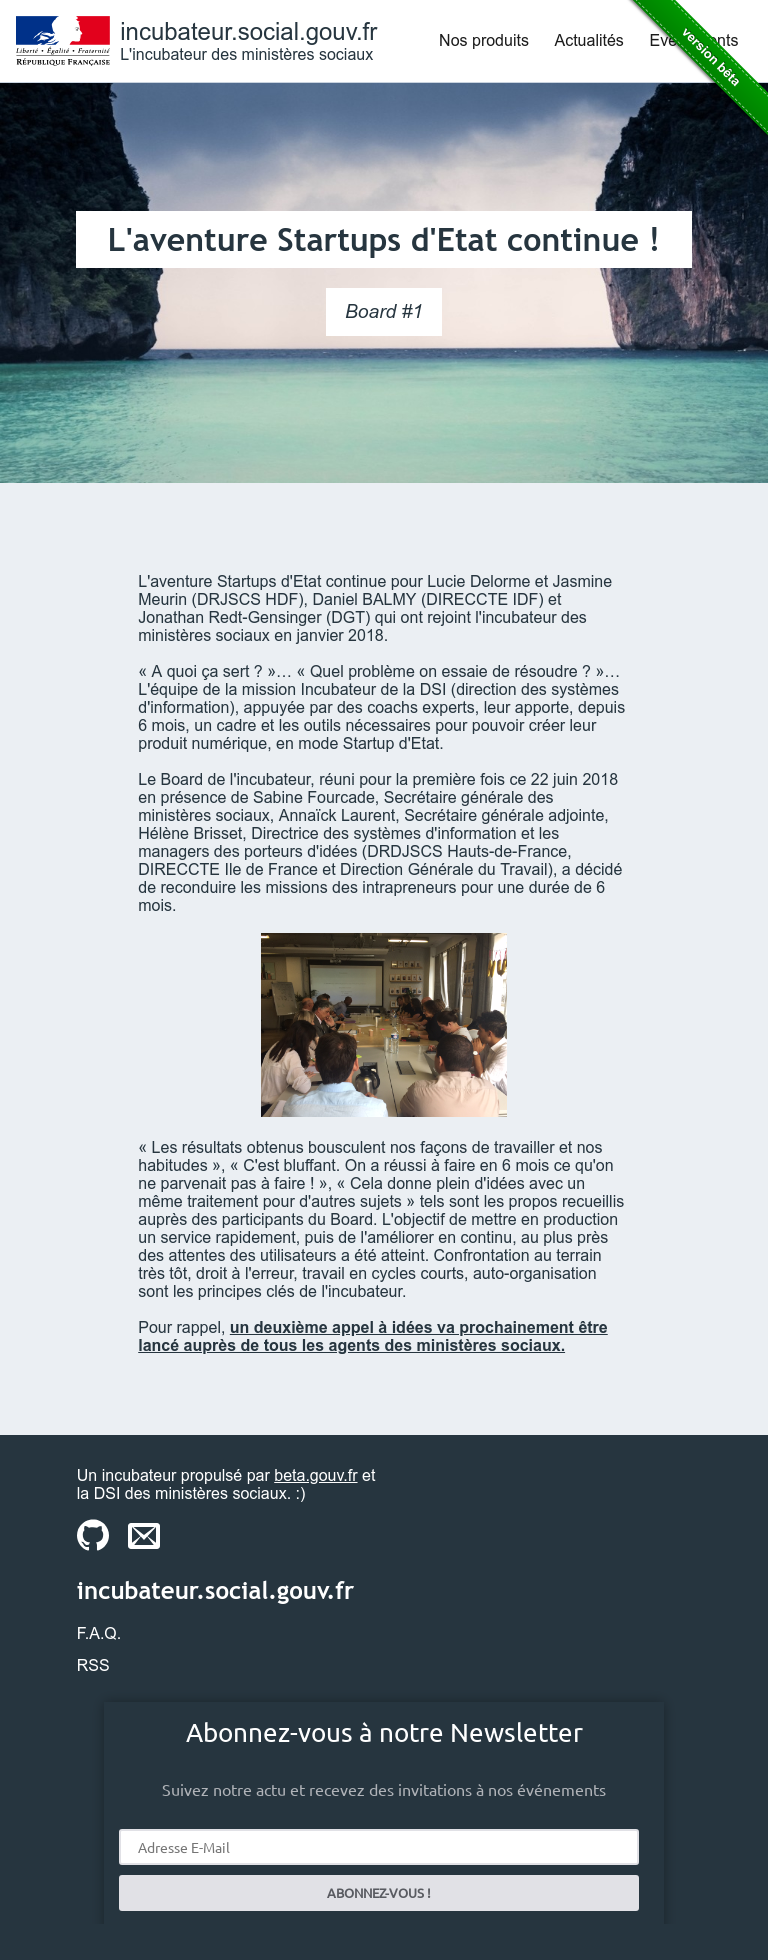 incubateur.social.gouv.fr
L'incubateur des ministères sociaux
Liberté • Égalité • Fraternité
RÉPUBLIQUE FRANÇAISE
Nos produits
Actualités
version bêta
L'aventure Startups d'Etat continue !
Board #1
L'aventure Startups d'Etat continue pour Lucie Delorme et Jasmine
Meurin (DRJSCS HDF), Daniel BALMY (DIRECCTE IDF) et
Jonathan Redt-Gensinger (DGT) qui ont rejoint l'incubateur des
ministères sociaux en janvier 2018.
« A quoi ça sert ? »… « Quel problème on essaie de résoudre ? »…
L'équipe de la mission Incubateur de la DSI (direction des systèmes
d'information), appuyée par des coachs experts, leur apporte, depuis
6 mois, un cadre et les outils nécessaires pour pouvoir créer leur
produit numérique, en mode Startup d'Etat.
Le Board de l'incubateur, réuni pour la première fois ce 22 juin 2018
en présence de Sabine Fourcade, Secrétaire générale des
ministères sociaux, Annaïck Laurent, Secrétaire générale adjointe,
Hélène Brisset, Directrice des systèmes d'information et les
managers des porteurs d'idées (DRDJSCS Hauts-de-France,
DIRECCTE Ile de France et Direction Générale du Travail), a décidé
de reconduire les missions des intrapreneurs pour une durée de 6
mois.
« Les résultats obtenus bousculent nos façons de travailler et nos
habitudes », « C'est bluffant. On a réussi à faire en 6 mois ce qu'on
ne parvenait pas à faire ! », « Cela donne plein d'idées avec un
même traitement pour d'autres sujets » tels sont les propos recueillis
auprès des participants du Board. L'objectif de mettre en production
un service rapidement, puis de l'améliorer en continu, au plus près
des attentes des utilisateurs a été atteint. Confrontation au terrain
très tôt, droit à l'erreur, travail en cycles courts, auto-organisation
sont les principes clés de l'incubateur.
Pour rappel, un deuxième appel à idées va prochainement être
lancé auprès de tous les agents des ministères sociaux.
Un incubateur propulsé par beta.gouv.fr et
la DSI des ministères sociaux. :)
incubateur.social.gouv.fr
F.A.Q.
RSS
Abonnez-vous à notre Newsletter
Suivez notre actu et recevez des invitations à nos événements
Adresse E-Mail
ABONNEZ-VOUS !